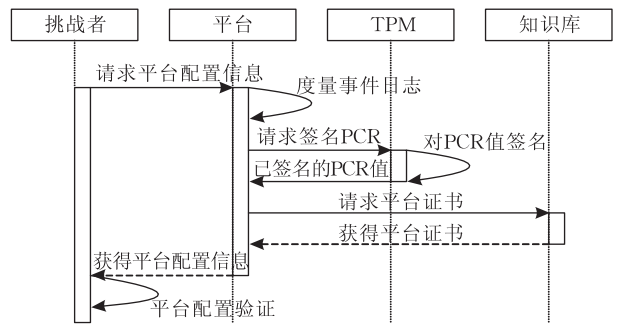 挑战者
平台
TPM
知识库
请求平台配置信息
度量事件日志
请求签名PCR
对PCR值签名
已签名的PCR值
请求平台证书
获得平台证书
获得平台配置信息
平台配置验证